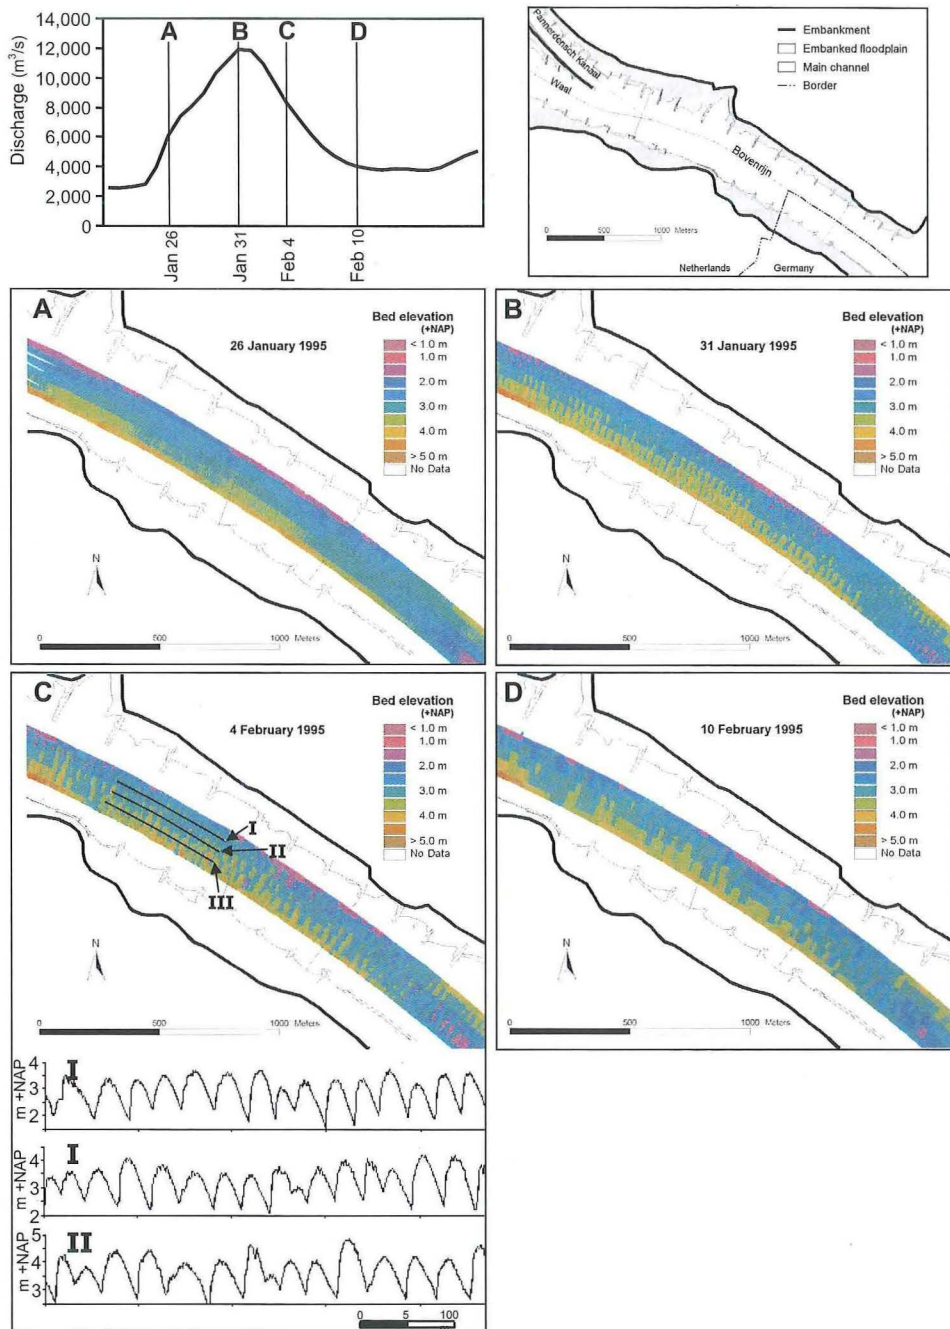 A B C D
14,000
12,000
10,000
8,000
6,000
4,000
2,000
0
Discharge (m³/s)
Jan 26
Jan 31
Feb 4
Feb 10
Pannerdensch Kanaal
Waal
Bovenrijn
Embankment
Embanked floodplain
Main channel
Border
0 500 1000 Meters
Netherlands Germany
A
26 January 1995
Bed elevation
(+NAP)
< 1.0 m
1.0 m
2.0 m
3.0 m
4.0 m
> 5.0 m
No Data
N
0 500 1000 Meters
B
31 January 1995
Bed elevation
(+NAP)
< 1.0 m
1.0 m
2.0 m
3.0 m
4.0 m
> 5.0 m
No Data
N
0 500 1000 Meters
C
4 February 1995
Bed elevation
(+NAP)
< 1.0 m
1.0 m
2.0 m
3.0 m
4.0 m
> 5.0 m
No Data
I
II
III
N
0 500 1000 Meters
D
10 February 1995
Bed elevation
(+NAP)
< 1.0 m
1.0 m
2.0 m
3.0 m
4.0 m
> 5.0 m
No Data
N
0 500 1000 Meters
I
m +NAP
4
3
2
I
m +NAP
4
3
2
II
m +NAP
5
4
3
0 5 100